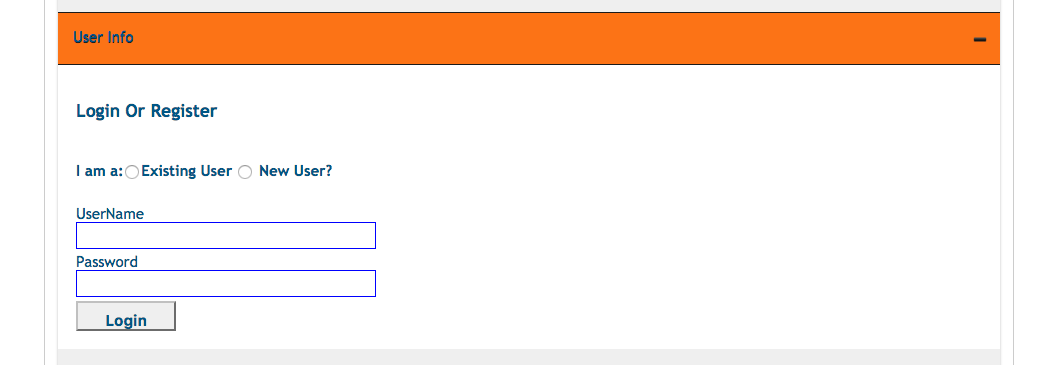 User Info
Login Or Register
I am a: Existing User New User?
UserName
Password
Login